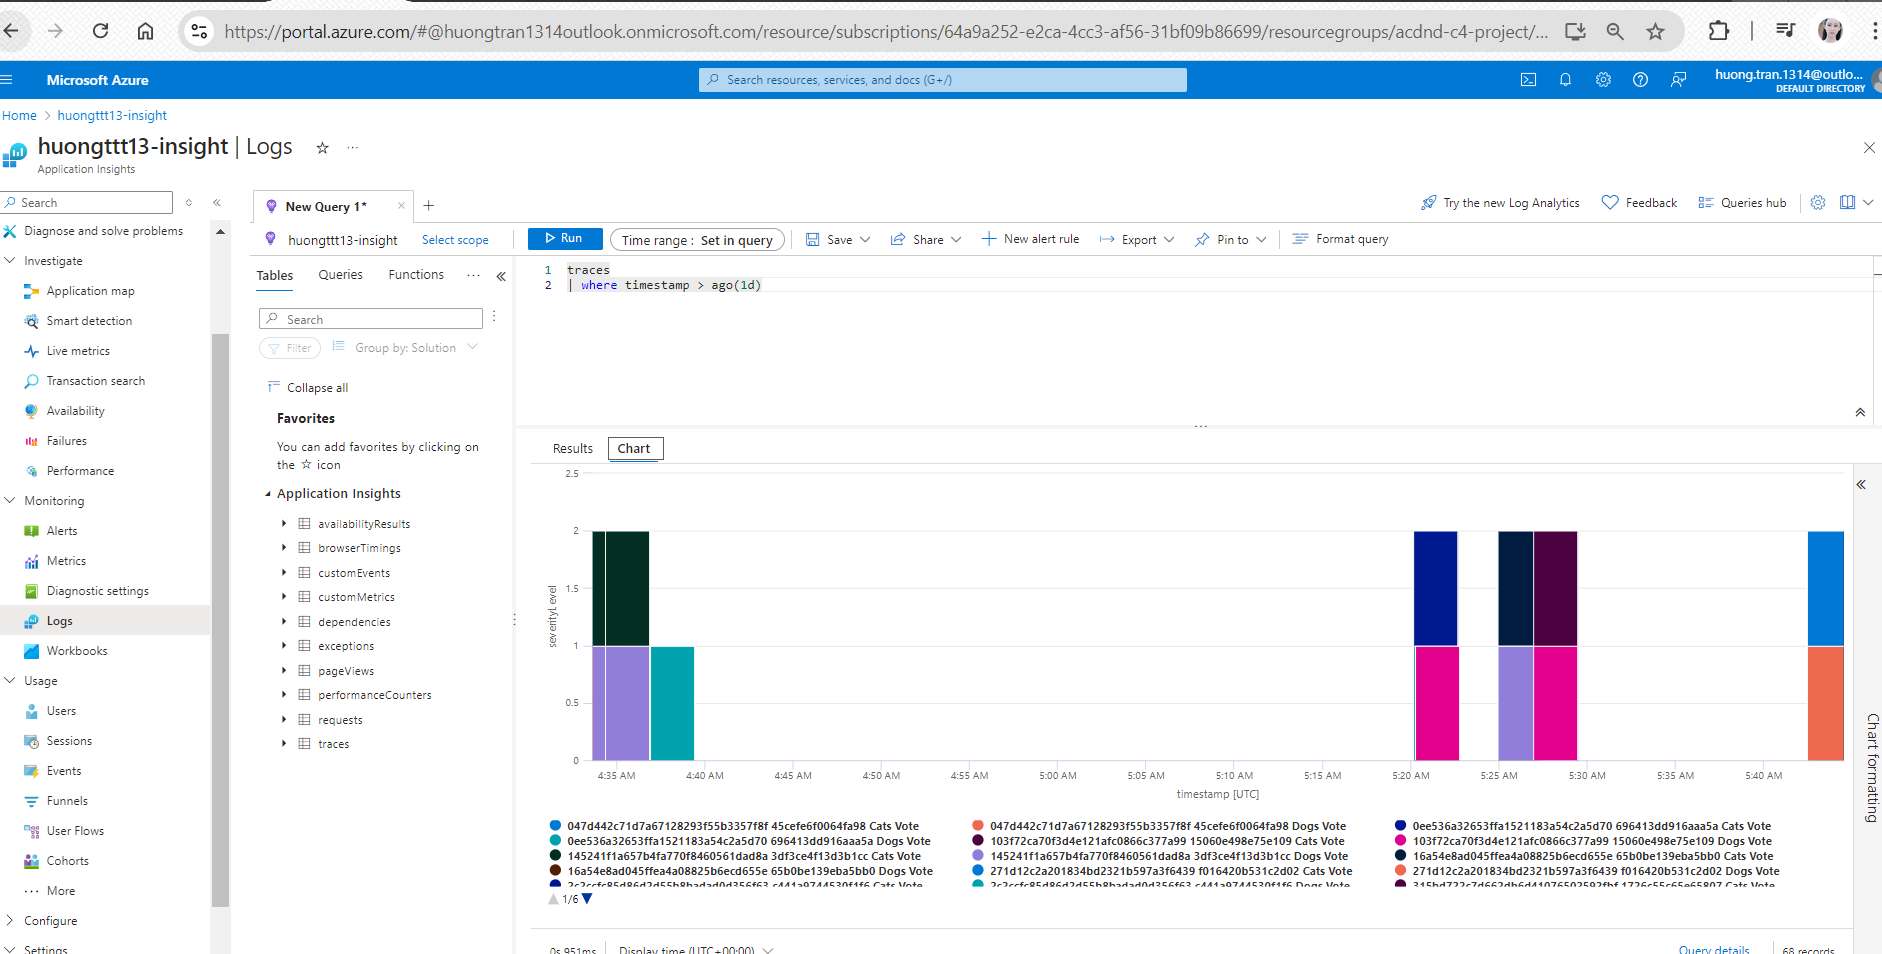 https://portal.azure.com/#@huongtran1314outlook.onmicrosoft.com/resource/subscriptions/64a9a252-e2ca-4cc3-af56-31bf09b86699/resourcegroups/acdnd-c4-project/...
Microsoft Azure
Search resources, services, and docs (G+/)
huong.tran.1314@outlo...
DEFAULT DIRECTORY
Home > huongttt13-insight
huongttt13-insight | Logs
Application Insights
Search
Diagnose and solve problems
Investigate
Application map
Smart detection
Live metrics
Transaction search
Availability
Failures
Performance
Monitoring
Alerts
Metrics
Diagnostic settings
Logs
Workbooks
Usage
Users
Sessions
Events
Funnels
User Flows
Cohorts
More
Configure
Settings
New Query 1*
Try the new Log Analytics
Feedback
Queries hub
huongttt13-insight
Select scope
Run
Time range : Set in query
Save
Share
New alert rule
Export
Pin to
Format query
Tables
Queries
Functions
Search
Filter
Group by: Solution
Collapse all
Favorites
You can add favorites by clicking on
the ☆ icon
Application Insights
availabilityResults
browserTimings
customEvents
customMetrics
dependencies
exceptions
pageViews
performanceCounters
requests
traces
1 traces
2 | where timestamp > ago(1d)
Results
Chart
2.5
2
1.5
1
0.5
0
severityLevel
4:35 AM 4:40 AM 4:45 AM 4:50 AM 4:55 AM 5:00 AM 5:05 AM 5:10 AM 5:15 AM 5:20 AM 5:25 AM 5:30 AM 5:35 AM 5:40 AM
timestamp [UTC]
Chart formatting
047d442c71d7a67128293f55b3357f8f 45cefe6f0064fa98 Cats Vote
047d442c71d7a67128293f55b3357f8f 45cefe6f0064fa98 Dogs Vote
0ee536a32653ffa1521183a54c2a5d70 696413dd916aaa5a Cats Vote
0ee536a32653ffa1521183a54c2a5d70 696413dd916aaa5a Dogs Vote
103f72ca70f3d4e121afc0866c377a99 15060e498e75e109 Cats Vote
103f72ca70f3d4e121afc0866c377a99 15060e498e75e109 Dogs Vote
145241f1a657b4fa770f8460561dad8a 3df3ce4f13d3b1cc Cats Vote
145241f1a657b4fa770f8460561dad8a 3df3ce4f13d3b1cc Dogs Vote
16a54e8ad045ffea4a08825b6ecd655e 65b0be139eba5bb0 Cats Vote
16a54e8ad045ffea4a08825b6ecd655e 65b0be139eba5bb0 Dogs Vote
271d12c2a201834bd2321b597a3f6439 f016420b531c2d02 Cats Vote
271d12c2a201834bd2321b597a3f6439 f016420b531c2d02 Dogs Vote
Cats Vote
Dogs Vote
Cats Vote
1/6
0s 951ms
Display time (UTC+00:00)
Query details
68 records